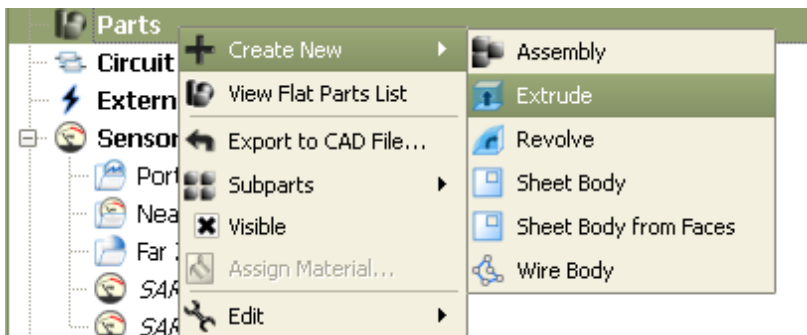 Parts
Circuit
Extern
Sensor
Port
Nea
Far
SAR
SAR
Create New
View Flat Parts List
Export to CAD File...
Subparts
Visible
Assign Material...
Edit
Assembly
Extrude
Revolve
Sheet Body
Sheet Body from Faces
Wire Body